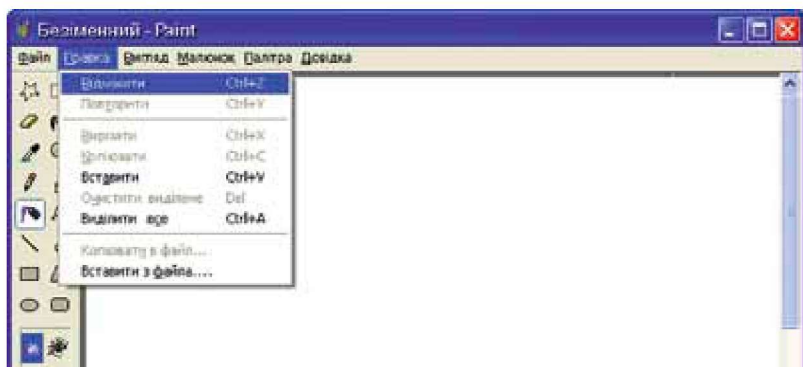 Безіменний - Paint
Файл Правка Вигляд Малюнок Палітра Довідка
Відмінити Ctrl+Z
Повторити Ctrl+Y
Вирізати Ctrl+X
Копіювати Ctrl+C
Вставити Ctrl+V
Очистити виділене Del
Виділити все Ctrl+A
Копіювати в файл...
Вставити з файла....